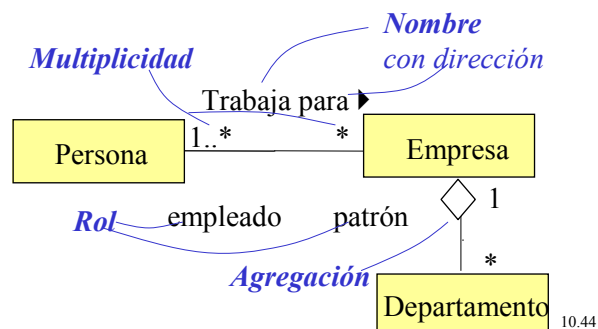 Nombre
Multiplicidad
con dirección
Trabaja para
1..*
*
Persona
Empresa
Rol
empleado
patrón
1
Agregación
*
Departamento
10.44